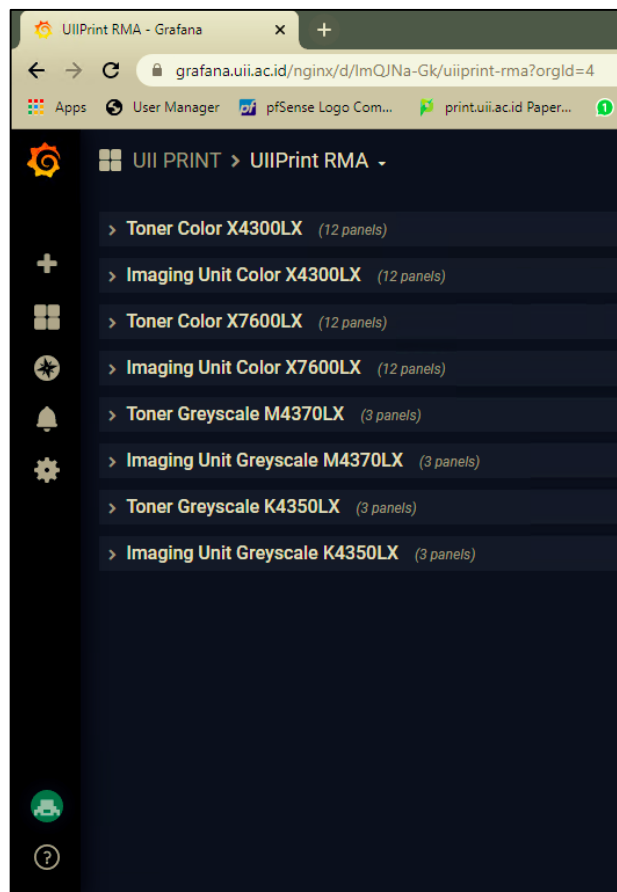 UIIPrint RMA - Grafana
grafana.uii.ac.id/nginx/d/ImQJNa-Gk/uiiprint-rma?orgId=4
Apps User Manager pfSense Logo Com... print.uii.ac.id Paper... 1
UII PRINT > UIIPrint RMA
> Toner Color X4300LX (12 panels)
> Imaging Unit Color X4300LX (12 panels)
> Toner Color X7600LX (12 panels)
> Imaging Unit Color X7600LX (12 panels)
> Toner Greyscale M4370LX (3 panels)
> Imaging Unit Greyscale M4370LX (3 panels)
> Toner Greyscale K4350LX (3 panels)
> Imaging Unit Greyscale K4350LX (3 panels)